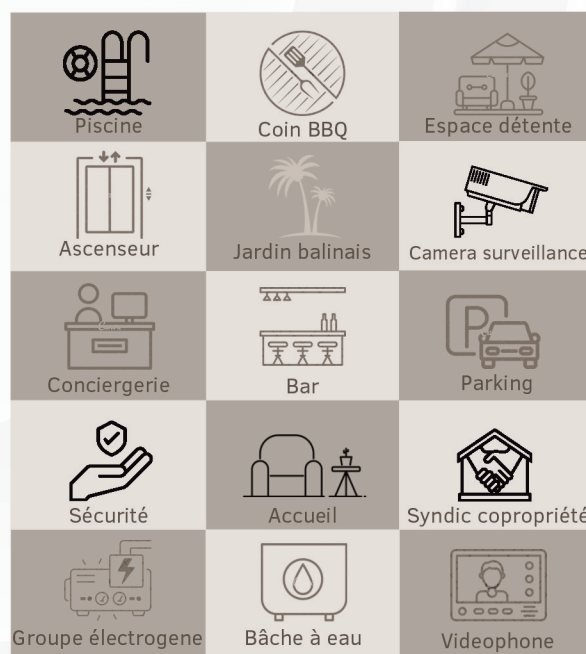 Piscine
Coin BBQ
Espace détente
Ascenseur
Jardin balinais
Camera surveillance
Conciergerie
Bar
P
Parking
Sécurité
Accueil
Syndic copropriété
Groupe électrogene
Bâche à eau
Videophone